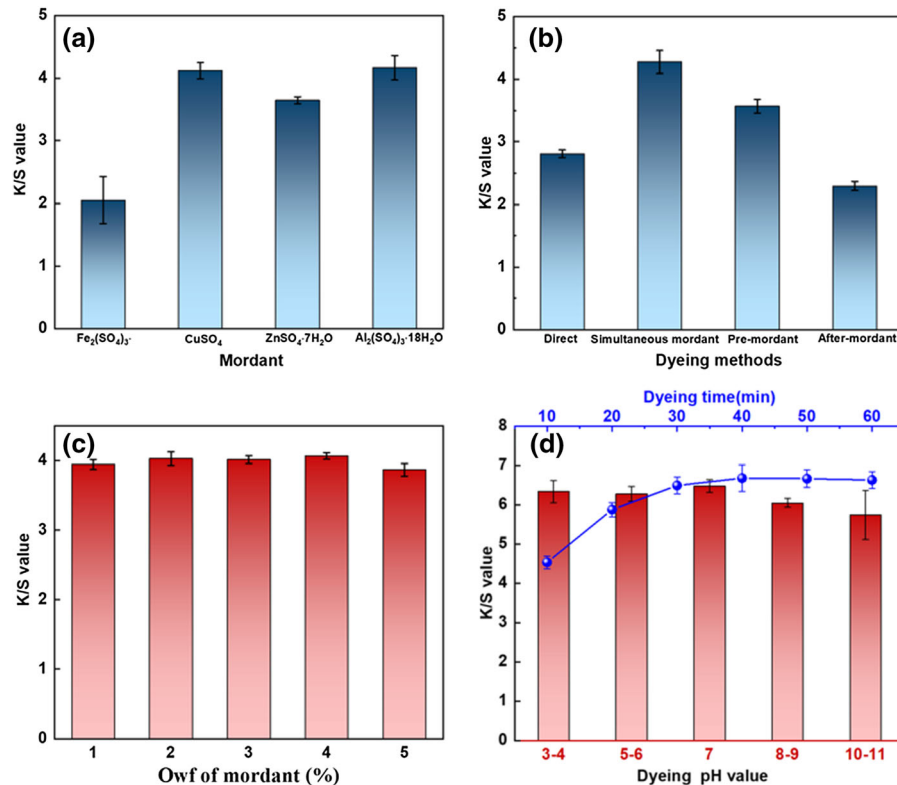 (a)
5
4
3
2
1
0
K/S value
Fe₂(SO₄)₃·
CuSO₄
ZnSO₄·7H₂O
Al₂(SO₄)₃·18H₂O
Mordant
(b)
5
4
3
2
1
0
K/S value
Direct
Simultaneous mordant
Pre-mordant
After-mordant
Dyeing methods
(c)
4
3
2
1
0
K/S value
1
2
3
4
5
Owf of mordant (%)
Dyeing time(min)
10
20
30
40
50
60
(d)
8
7
6
5
4
3
2
1
0
K/S value
3-4
5-6
7
8-9
10-11
Dyeing pH value